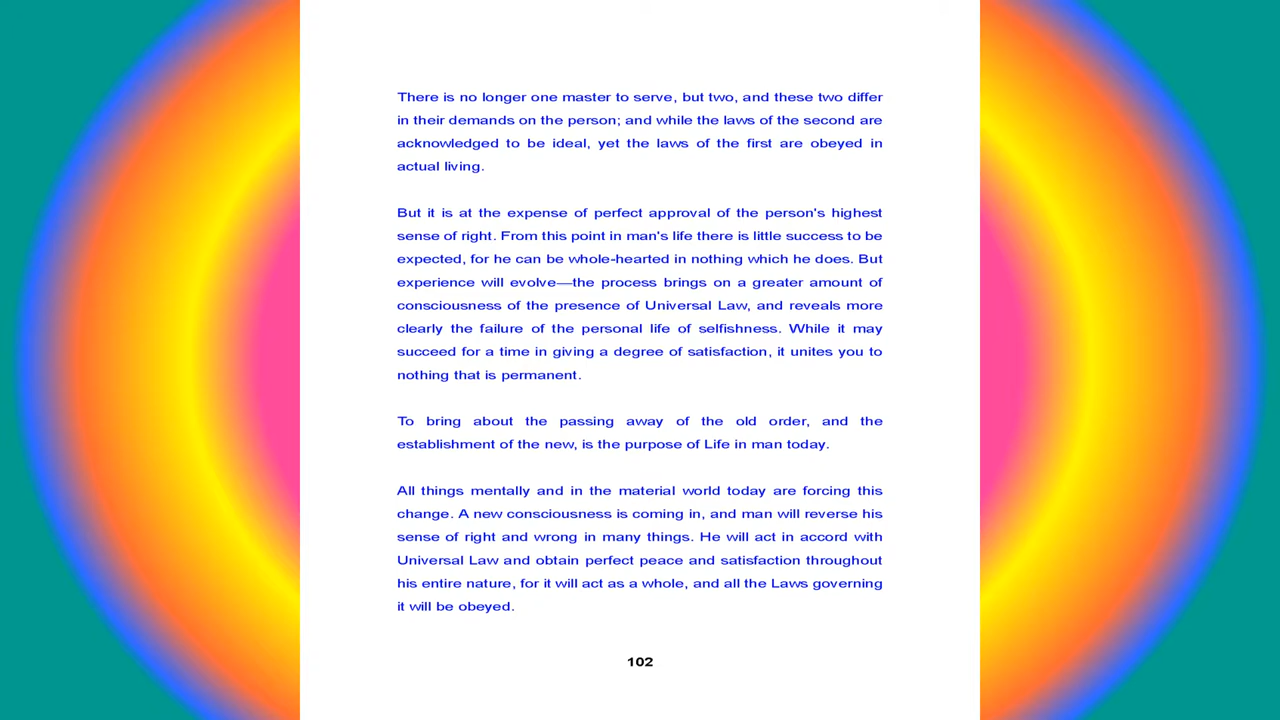 There is no longer one master to serve, but two, and these two differ
in their demands on the person; and while the laws of the second are
acknowledged to be ideal, yet the laws of the first are obeyed in
actual living.
But it is at the expense of perfect approval of the person's highest
sense of right. From this point in man's life there is little success to be
expected, for he can be whole-hearted in nothing which he does. But
experience will evolve—the process brings on a greater amount of
consciousness of the presence of Universal Law, and reveals more
clearly the failure of the personal life of selfishness. While it may
succeed for a time in giving a degree of satisfaction, it unites you to
nothing that is permanent.
To bring about the passing away of the old order, and the
establishment of the new, is the purpose of Life in man today.
All things mentally and in the material world today are forcing this
change. A new consciousness is coming in, and man will reverse his
sense of right and wrong in many things. He will act in accord with
Universal Law and obtain perfect peace and satisfaction throughout
his entire nature, for it will act as a whole, and all the Laws governing
it will be obeyed.
102